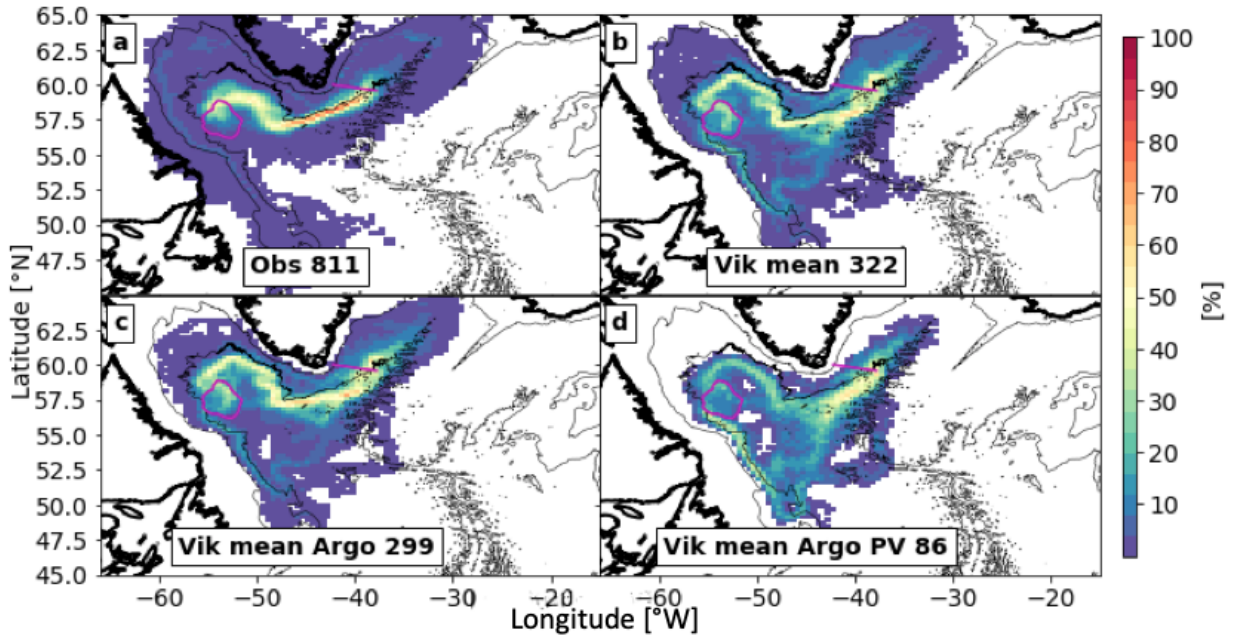 65.0
62.5
60.0
57.5
55.0
52.5
50.0
47.5
a
Obs 811
b
Vik mean 322
c
Vik mean Argo 299
d
Vik mean Argo PV 86
62.5
60.0
57.5
55.0
52.5
50.0
47.5
45.0
Latitude [°N]
−60 −50 −40 −30 −20 −60 −50 −40 −30 −20
Longitude [°W]
100
90
80
70
60
50
40
30
20
10
[%]